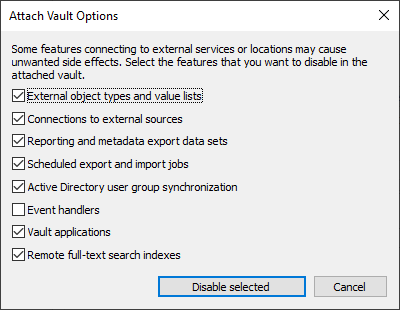 Attach Vault Options
Some features connecting to external services or locations may cause
unwanted side effects. Select the features that you want to disable in the
attached vault.
External object types and value lists
Connections to external sources
Reporting and metadata export data sets
Scheduled export and import jobs
Active Directory user group synchronization
Event handlers
Vault applications
Remote full-text search indexes
Disable selected
Cancel